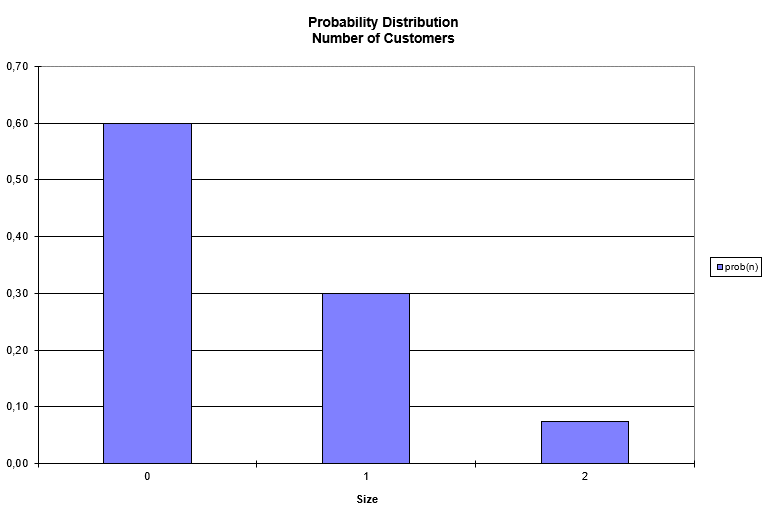 Probability Distribution
Number of Customers
0,70
0,60
0,50
0,40
0,30
0,20
0,10
0,00
0
1
2
Size
prob(n)